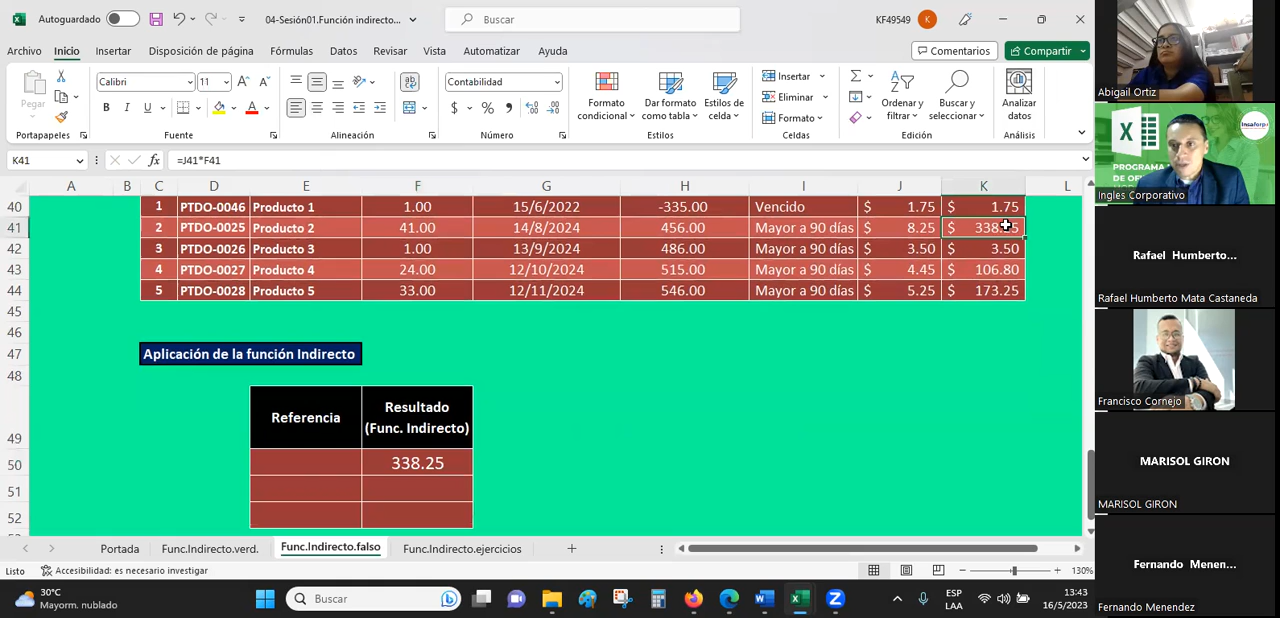 Autoguardado
04-Sesión01.Función indirecto...
Buscar
KF49549
K
Archivo Inicio Insertar Disposición de página Fórmulas Datos Revisar Vista Automatizar Ayuda
Comentarios
Compartir
Pegar
Portapapeles
Calibri 11
N K S
Fuente
Alineación
Contabilidad
$ % 000
Número
Formato condicional
Dar formato como tabla
Estilos de celda
Estilos
Insertar
Eliminar
Formato
Celdas
Ordenar y filtrar
Buscar y seleccionar
Edición
Analizar datos
Análisis
K41
fx =J41*F41
A B C D E F G H I J K L
40 1 PTDO-0046 Producto 1 1.00 15/6/2022 -335.00 Vencido $ 1.75 $ 1.75
41 2 PTDO-0025 Producto 2 41.00 14/8/2024 456.00 Mayor a 90 días $ 8.25 $ 338.25
42 3 PTDO-0026 Producto 3 1.00 13/9/2024 486.00 Mayor a 90 días $ 3.50 $ 3.50
43 4 PTDO-0027 Producto 4 24.00 12/10/2024 515.00 Mayor a 90 días $ 4.45 $ 106.80
44 5 PTDO-0028 Producto 5 33.00 12/11/2024 546.00 Mayor a 90 días $ 5.25 $ 173.25
45
46
47 Aplicación de la función Indirecto
48
49 Referencia Resultado (Func. Indirecto)
50 338.25
51
52
Portada Func.Indirecto.verd. Func.Indirecto.falso Func.Indirecto.ejercicios
Listo
Accesibilidad: es necesario investigar
130%
30°C
Mayorm. nublado
Buscar
ESP
LAA
13:43
16/5/2023
Abigail Ortiz
Ingles Corporativo
Rafael Humberto...
Rafael Humberto Mata Castaneda
Francisco Cornejo
MARISOL GIRON
MARISOL GIRON
Fernando Menen...
Fernando Menendez